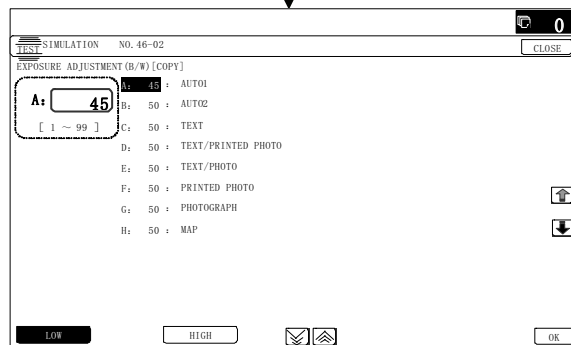 0
TEST SIMULATION NO.46-02 CLOSE
EXPOSURE ADJUSTMENT(B/W)[COPY]
A: 45
[ 1 ~ 99 ]
A: 45 : AUTO1
B: 50 : AUTO2
C: 50 : TEXT
D: 50 : TEXT/PRINTED PHOTO
E: 50 : TEXT/PHOTO
F: 50 : PRINTED PHOTO
G: 50 : PHOTOGRAPH
H: 50 : MAP
LOW HIGH OK